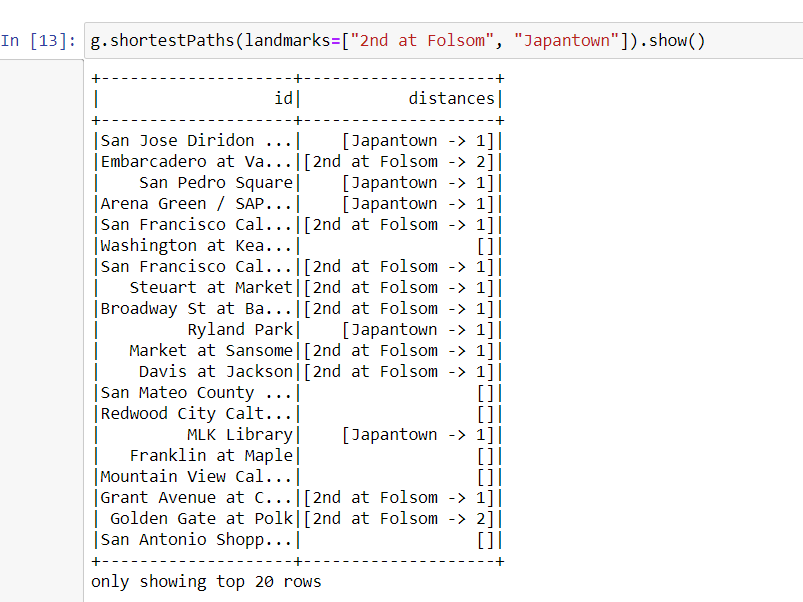 In [13]: g.shortestPaths(landmarks=["2nd at Folsom", "Japantown"]).show()
+--------------------+--------------------+
|                  id|           distances|
+--------------------+--------------------+
|San Jose Diridon ...|    [Japantown -> 1]|
|Embarcadero at Va...|[2nd at Folsom -> 2]|
|    San Pedro Square|    [Japantown -> 1]|
|Arena Green / SAP...|    [Japantown -> 1]|
|San Francisco Cal...|[2nd at Folsom -> 1]|
|Washington at Kea...|                  []|
|San Francisco Cal...|[2nd at Folsom -> 1]|
|   Steuart at Market|[2nd at Folsom -> 1]|
|Broadway St at Ba...|[2nd at Folsom -> 1]|
|         Ryland Park|    [Japantown -> 1]|
|   Market at Sansome|[2nd at Folsom -> 1]|
|    Davis at Jackson|[2nd at Folsom -> 1]|
|San Mateo County ...|                  []|
|Redwood City Calt...|                  []|
|         MLK Library|    [Japantown -> 1]|
|   Franklin at Maple|                  []|
|Mountain View Cal...|                  []|
|Grant Avenue at C...|[2nd at Folsom -> 1]|
| Golden Gate at Polk|[2nd at Folsom -> 2]|
|San Antonio Shopp...|                  []|
+--------------------+--------------------+
only showing top 20 rows